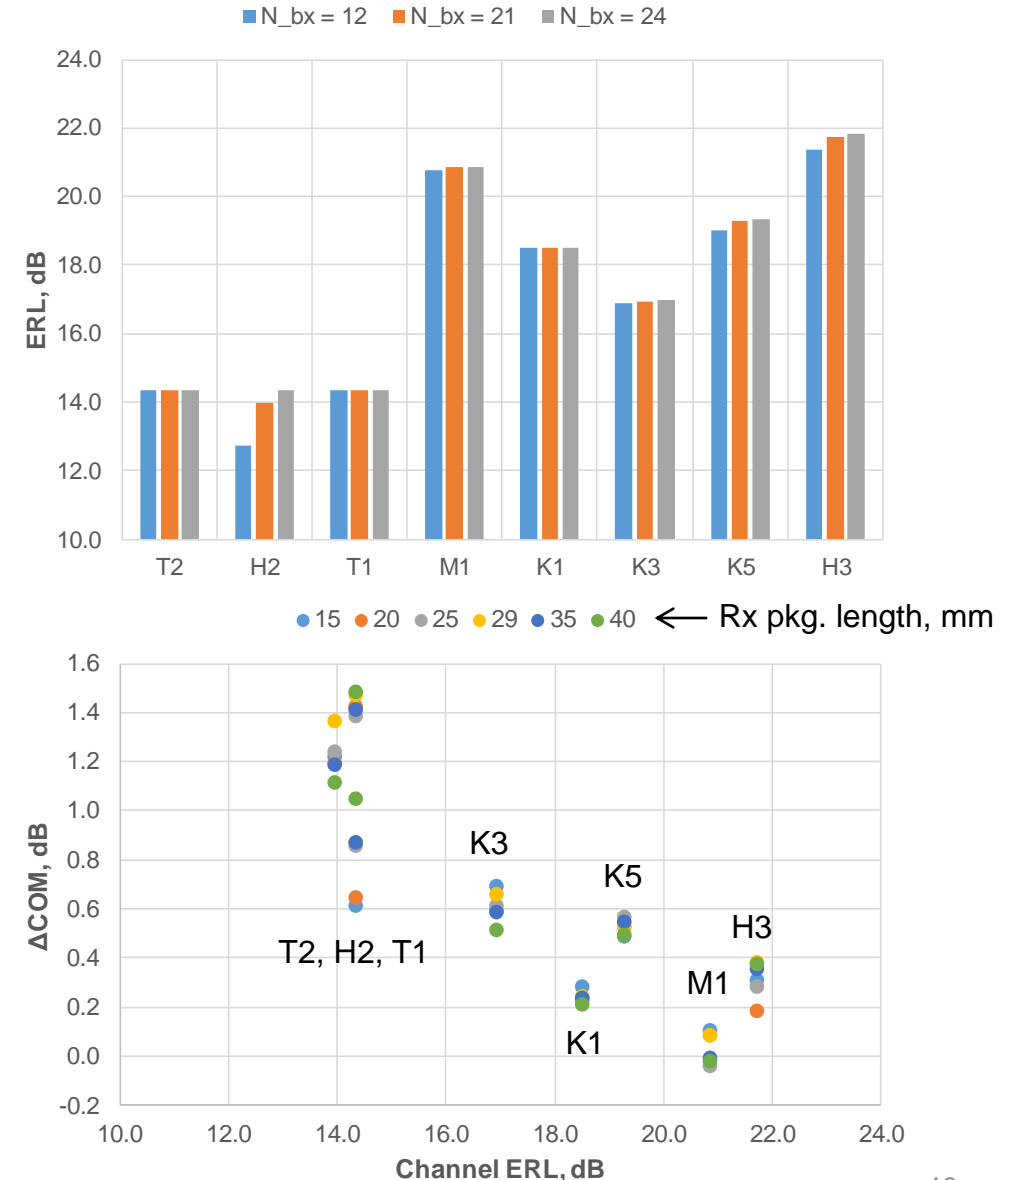 N_bx = 12 N_bx = 21 N_bx = 24
24.0
22.0
20.0
18.0
16.0
14.0
12.0
10.0
ERL, dB
T2 H2 T1 M1 K1 K3 K5 H3
15 20 25 29 35 40 ← Rx pkg. length, mm
1.6
1.4
1.2
1.0
0.8
0.6
0.4
0.2
0.0
-0.2
ΔCOM, dB
K3
K5
T2, H2, T1
H3
M1
K1
10.0 12.0 14.0 16.0 18.0 20.0 22.0 24.0
Channel ERL, dB